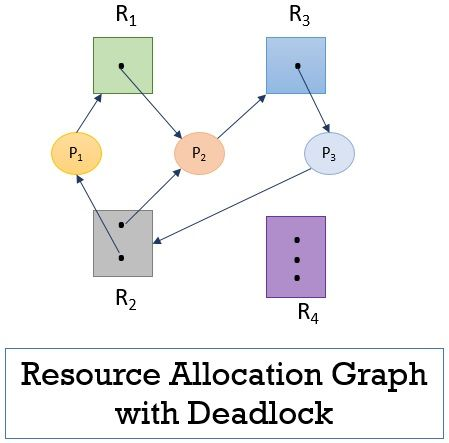 R₁ R₃
P₁ P₂ P₃
R₂ R₄
Resource Allocation Graph
with Deadlock